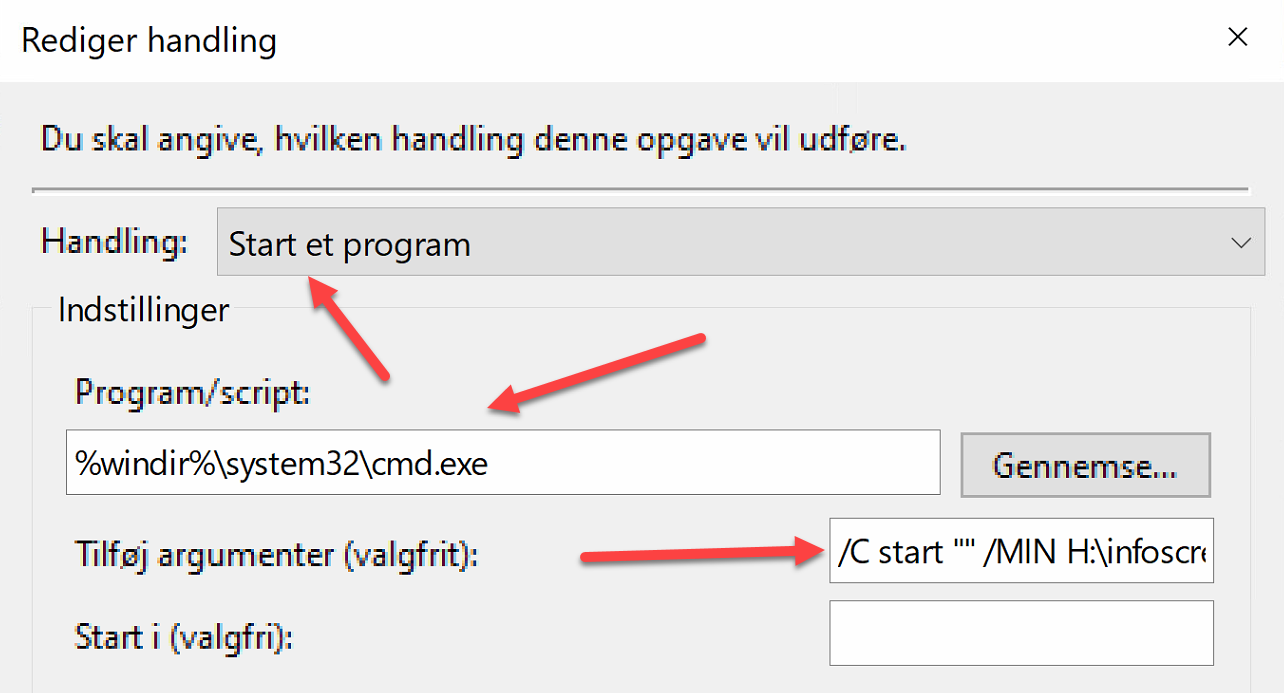 Rediger handling
Du skal angive, hvilken handling denne opgave vil udføre.
Handling: Start et program
Indstillinger
Program/script:
%windir%\system32\cmd.exe Gennemse...
Tilføj argumenter (valgfrit): /C start "" /MIN H:\infoscre
Start i (valgfri):